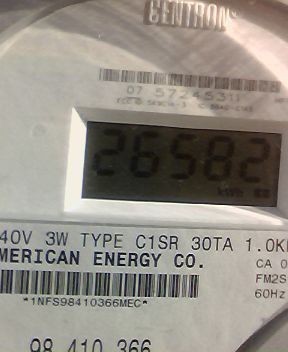 CENTRON®
07 57245311
26582
kWh
40V 3W TYPE C1SR 30TA 1.0K
MERICAN ENERGY CO.
CA 0
FM2S
60Hz
*1NFS98410366MEC*
98 410 366